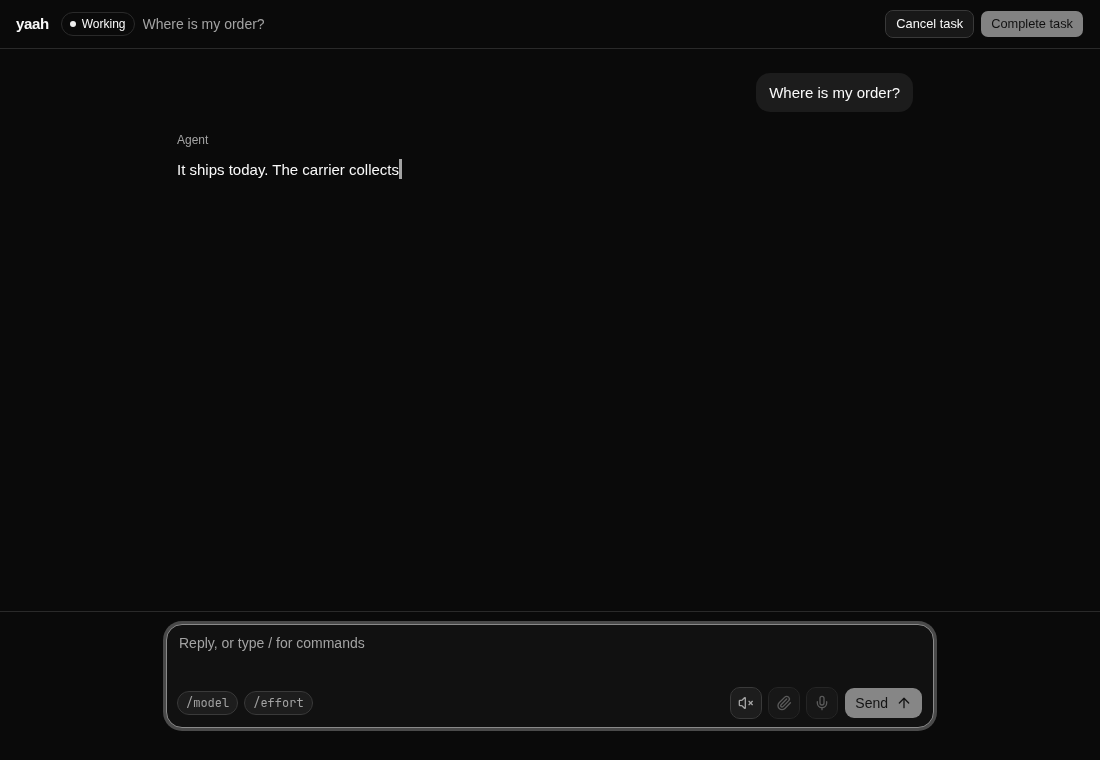 yaah
Working
Where is my order?
Cancel task
Complete task
Where is my order?
Agent
It ships today. The carrier collects
Reply, or type / for commands
/model
/effort
Send